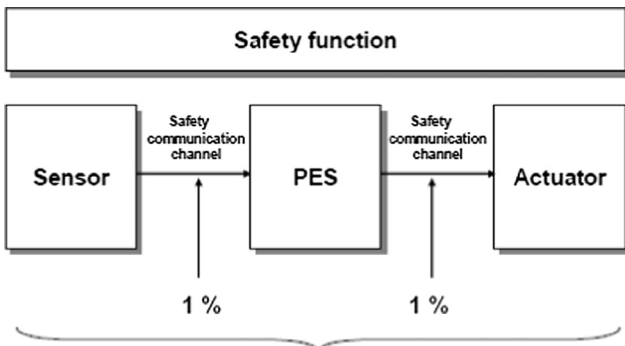 Safety function
Safety
communication
channel
Safety
communication
channel
Sensor
PES
Actuator
1 %
1 %